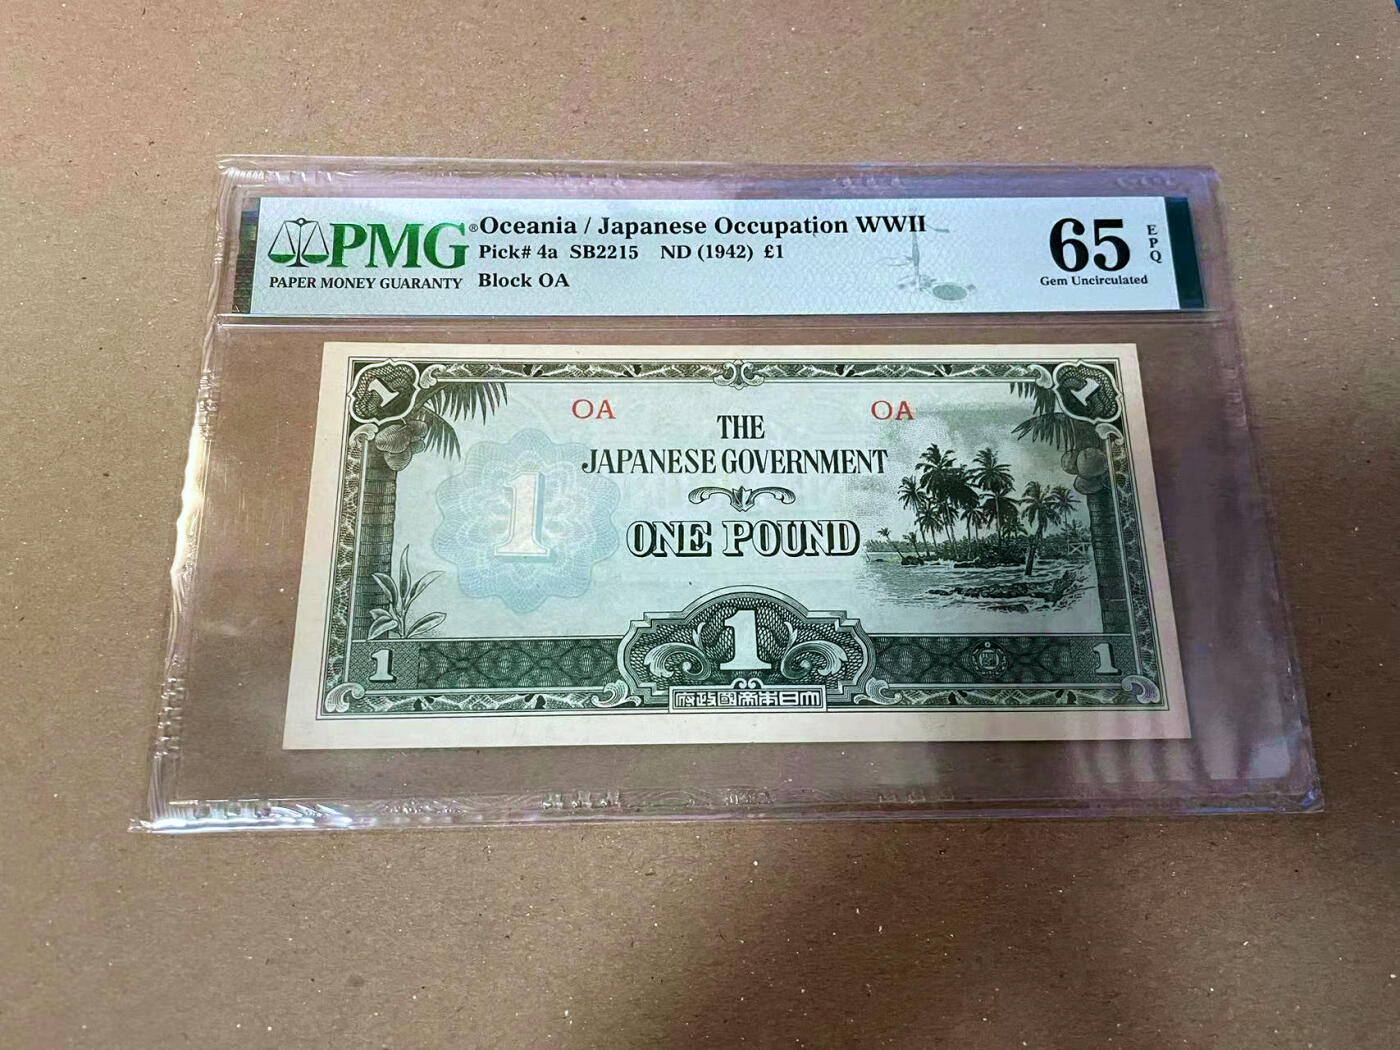 PMG® Oceania / Japanese Occupation WWII
Pick# 4a SB2215 ND (1942) £1
PAPER MONEY GUARANTY Block OA
65 EPQ
Gem Uncirculated
1 1
OA OA
THE
JAPANESE GOVERNMENT
1
ONE POUND
1 1 1
府政國帝本日大